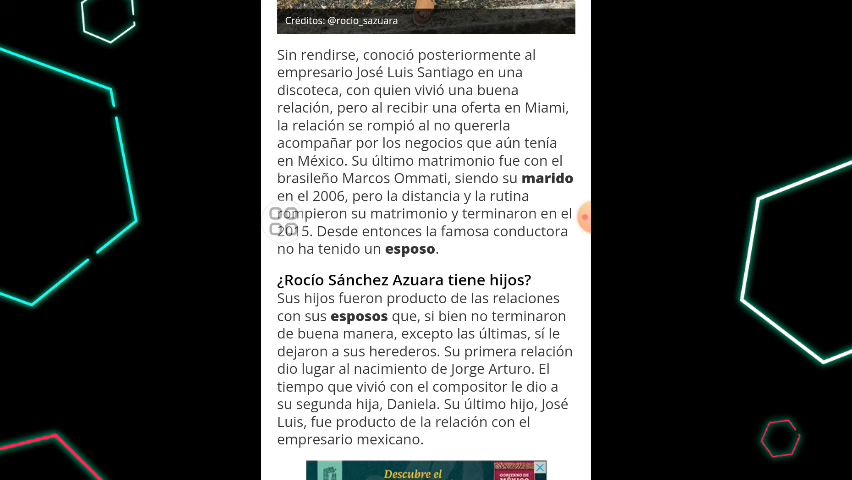 Créditos: @rocio_sazuara
Sin rendirse, conoció posteriormente al
empresario José Luis Santiago en una
discoteca, con quien vivió una buena
relación, pero al recibir una oferta en Miami,
la relación se rompió al no quererla
acompañar por los negocios que aún tenía
en México. Su último matrimonio fue con el
brasileño Marcos Ommati, siendo su marido
en el 2006, pero la distancia y la rutina
rompieron su matrimonio y terminaron en el
2015. Desde entonces la famosa conductora
no ha tenido un esposo.
¿Rocío Sánchez Azuara tiene hijos?
Sus hijos fueron producto de las relaciones
con sus esposos que, si bien no terminaron
de buena manera, excepto las últimas, sí le
dejaron a sus herederos. Su primera relación
dio lugar al nacimiento de Jorge Arturo. El
tiempo que vivió con el compositor le dio a
su segunda hija, Daniela. Su último hijo, José
Luis, fue producto de la relación con el
empresario mexicano.
Descubre el
GOBIERNO DE
MÉXICO